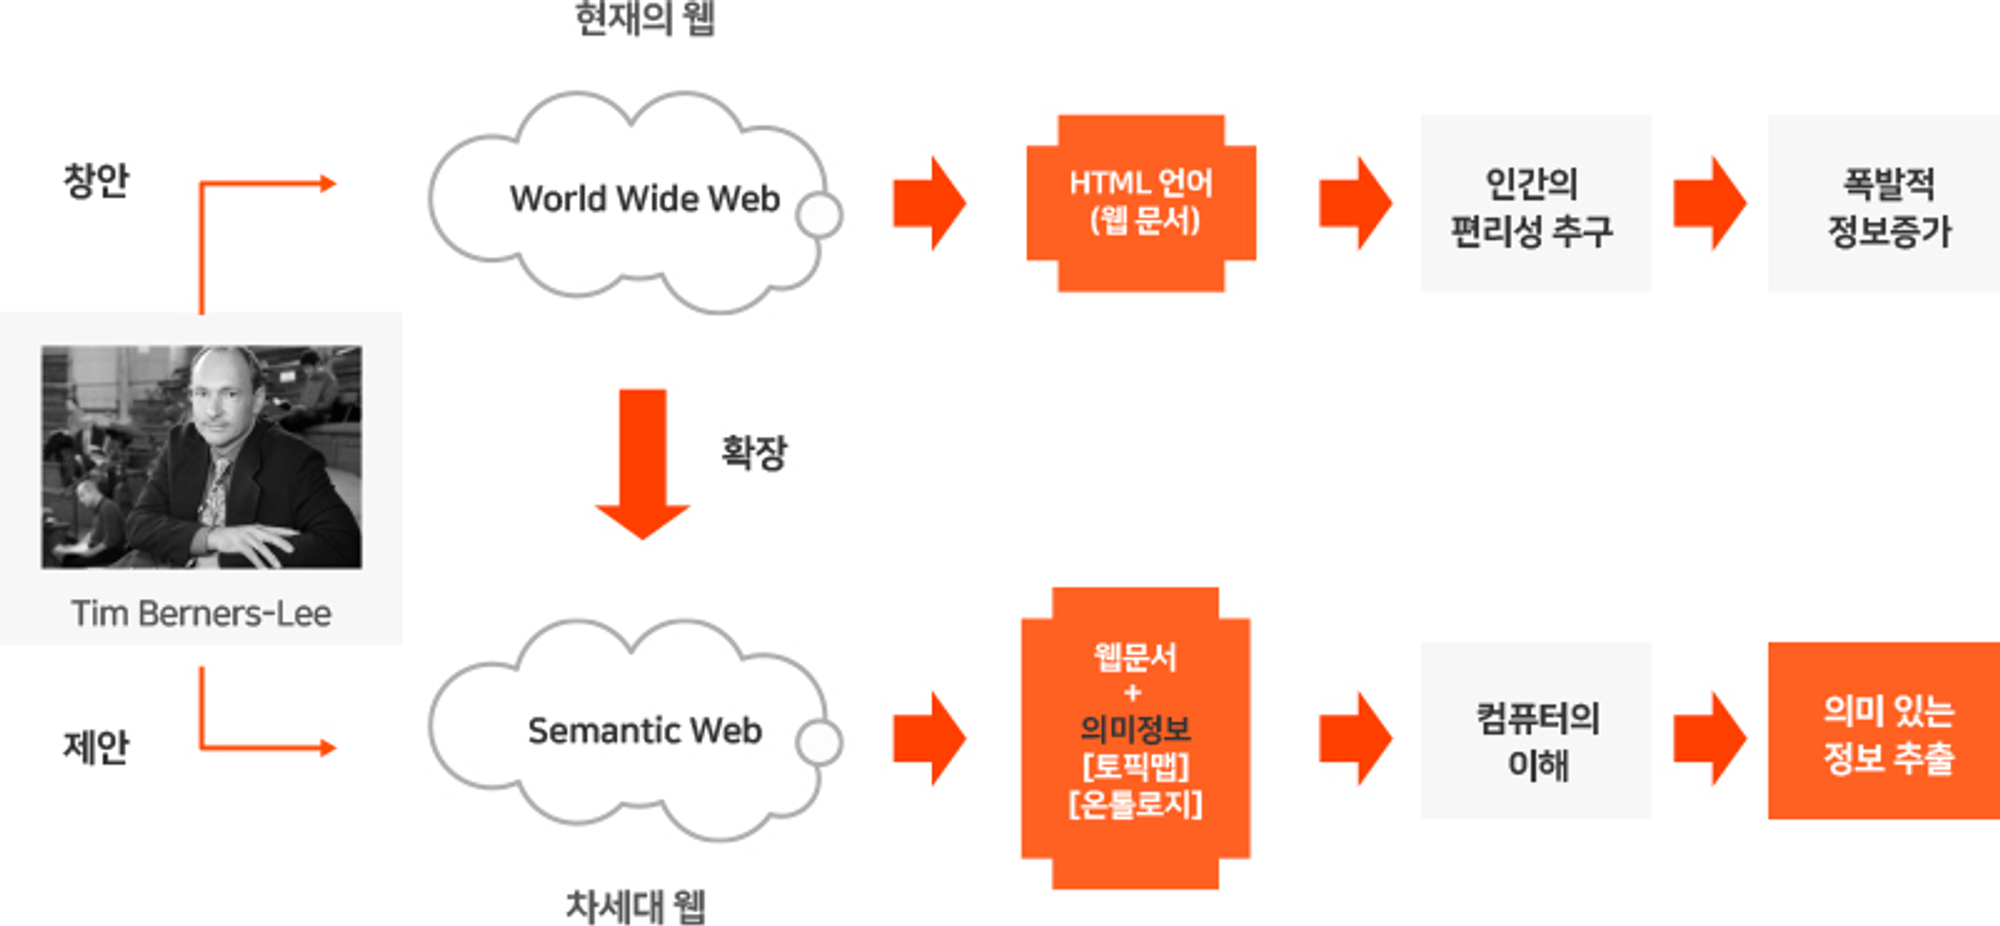 현재의 웹
창안
World Wide Web
HTML 언어
(웹 문서)
인간의
편리성 추구
폭발적
정보증가
확장
Tim Berners-Lee
제안
Semantic Web
웹문서
+
의미정보
[토픽맵]
[온톨로지]
컴퓨터의
이해
의미 있는
정보 추출
차세대 웹